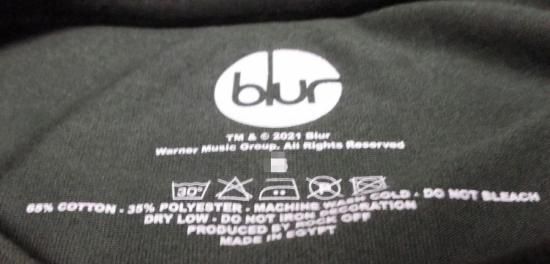 blur
TM & © 2021 Blur
Warner Music Group. All Rights Reserved
30°
65% COTTON - 35% POLYESTER - MACHINE WASH COLD - DO NOT BLEACH
DRY LOW - DO NOT IRON DECORATION
PRODUCED BY ROCK OFF
MADE IN EGYPT